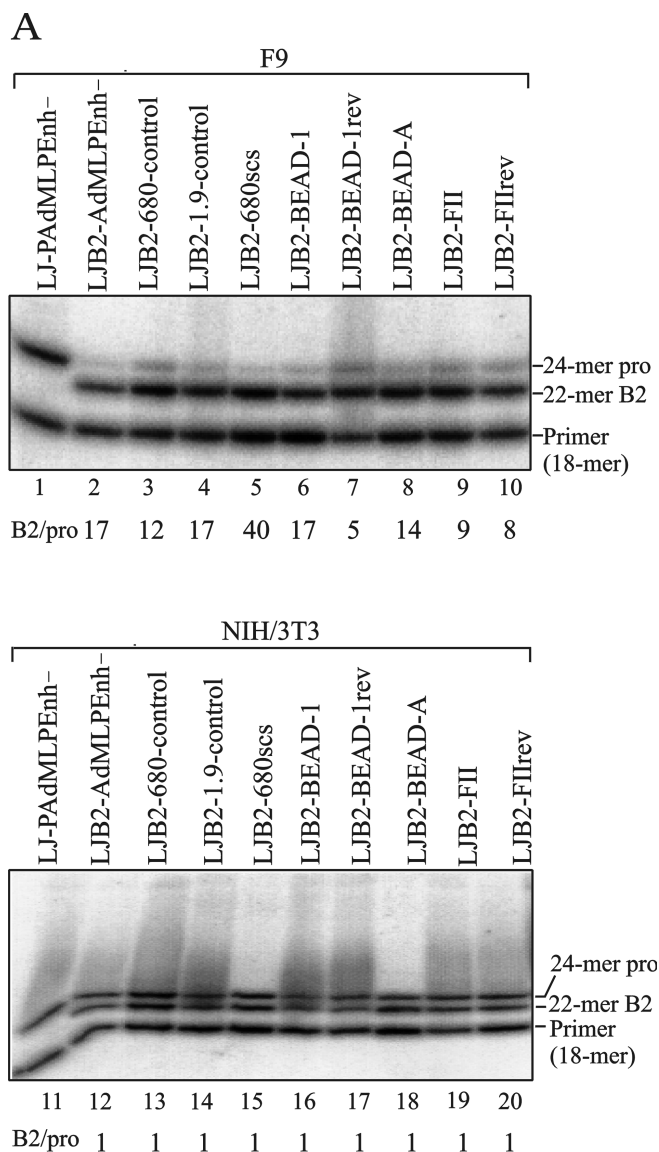 A
F9
LJ-PAdMLPEnh−
LJB2-AdMLPEnh−
LJB2-680-control
LJB2-1.9-control
LJB2-680scs
LJB2-BEAD-1
LJB2-BEAD-1rev
LJB2-BEAD-A
LJB2-FII
LJB2-FIIrev
24-mer pro
22-mer B2
Primer
(18-mer)
1 2 3 4 5 6 7 8 9 10
B2/pro 17 12 17 40 17 5 14 9 8
NIH/3T3
LJ-PAdMLPEnh−
LJB2-AdMLPEnh−
LJB2-680-control
LJB2-1.9-control
LJB2-680scs
LJB2-BEAD-1
LJB2-BEAD-1rev
LJB2-BEAD-A
LJB2-FII
LJB2-FIIrev
24-mer pro
22-mer B2
Primer
(18-mer)
11 12 13 14 15 16 17 18 19 20
B2/pro 1 1 1 1 1 1 1 1 1